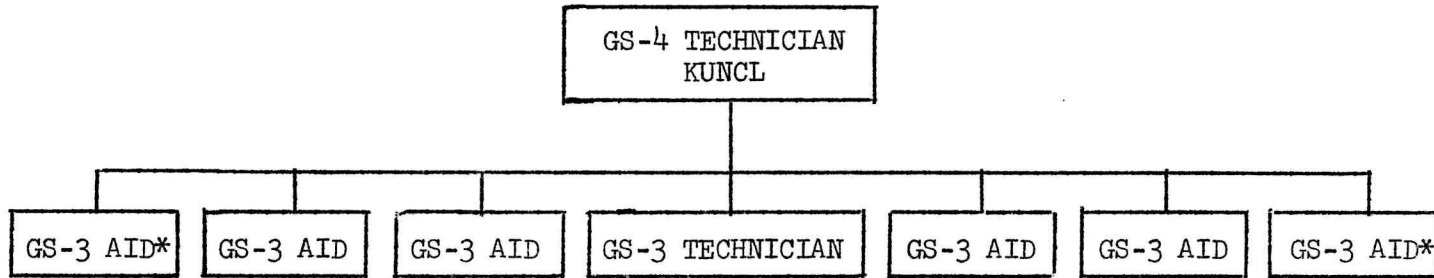 GS-4 TECHNICIAN
KUNCL
GS-3 AID*
GS-3 AID
GS-3 AID
GS-3 TECHNICIAN
GS-3 AID
GS-3 AID
GS-3 AID*